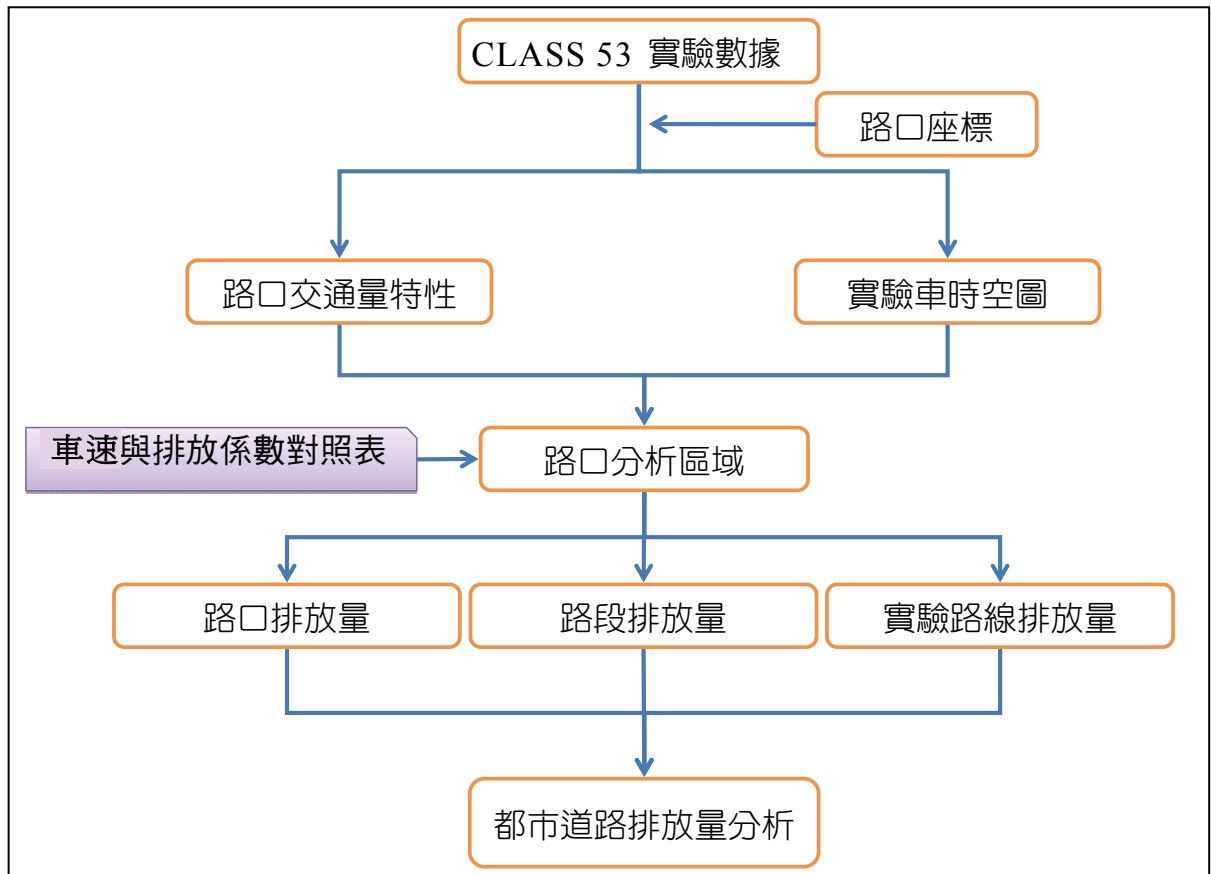 CLASS 53 實驗數據
路口座標
路口交通量特性
實驗車時空圖
車速與排放係數對照表
路口分析區域
路口排放量
路段排放量
實驗路線排放量
都市道路排放量分析